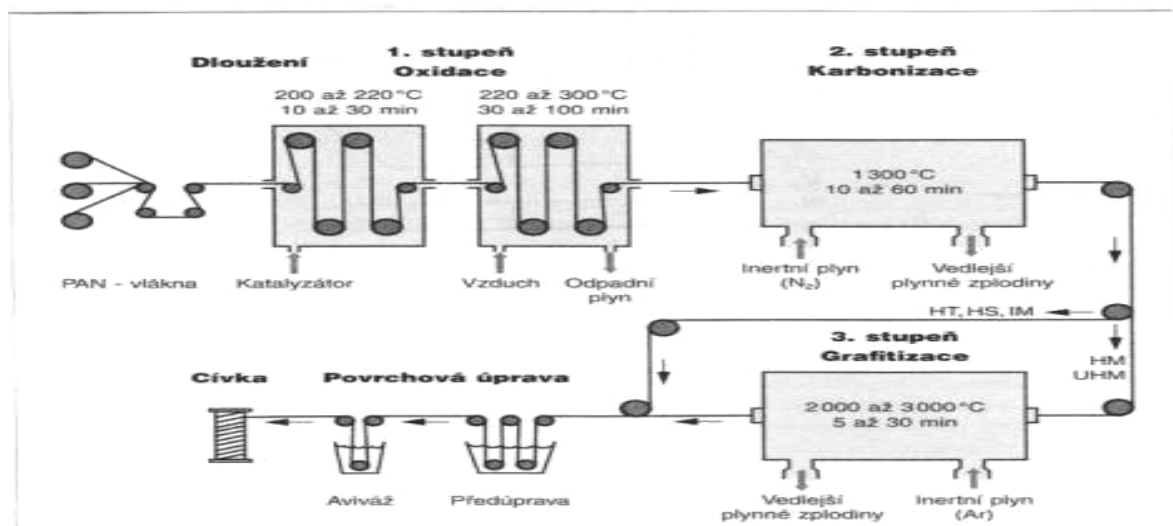 Dloužení
1. stupeň
Oxidace
2. stupeň
Karbonizace
200 až 220 °C
10 až 30 min
220 až 300 °C
30 až 100 min
1 300 °C
10 až 60 min
PAN - vlákna
Katalyzátor
Vzduch
Odpadní
plyn
Inertní plyn
(N₂)
Vedlejší
plynné zplodiny
HT, HS, IM
3. stupeň
Grafitizace
HM
UHM
Cívka
Povrchová úprava
2 000 až 3 000 °C
5 až 30 min
Aviváž
Předúprava
Vedlejší
plynné zplodiny
Inertní plyn
(Ar)